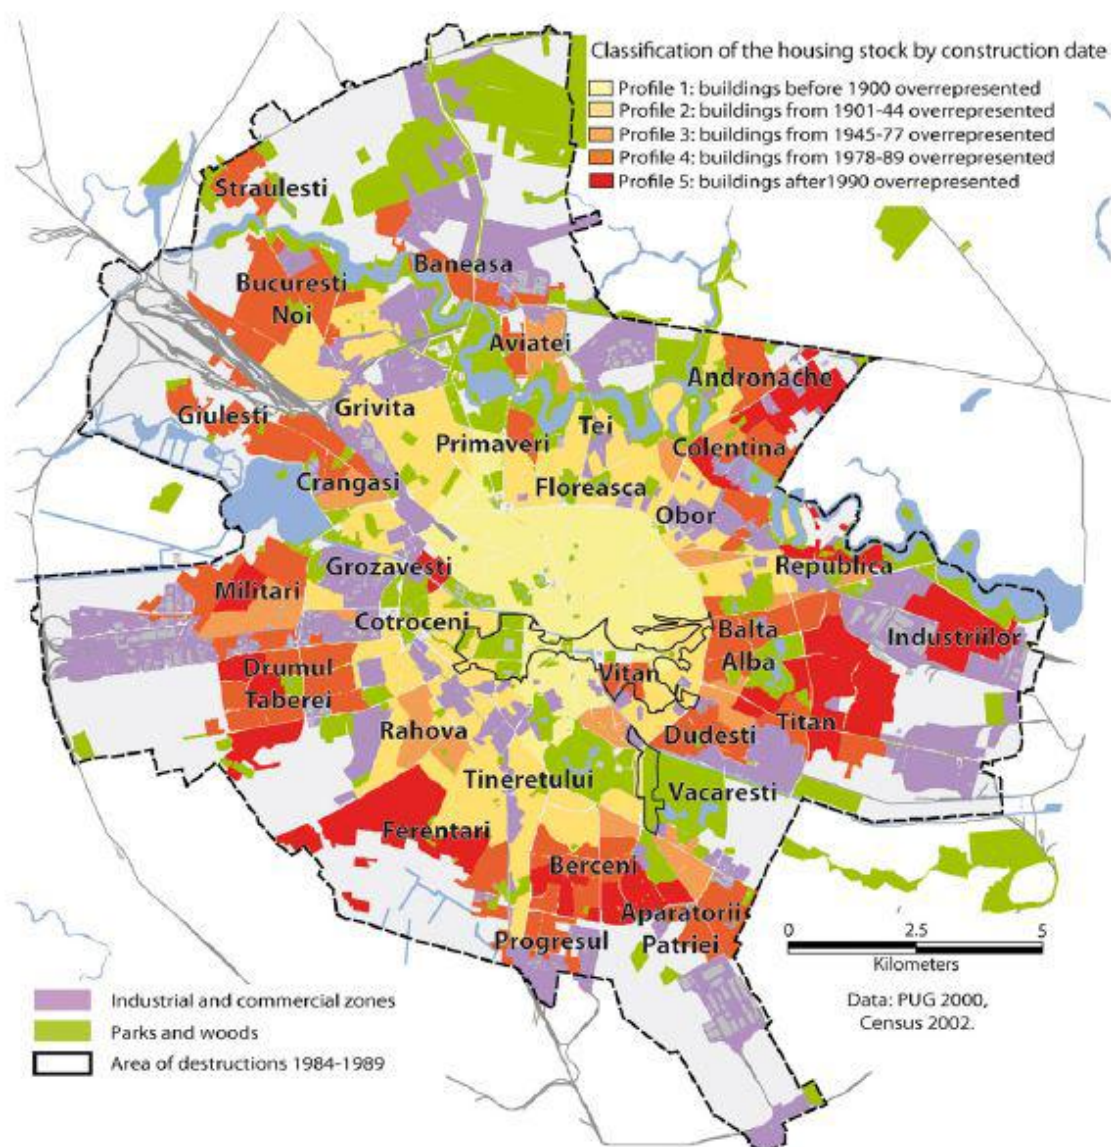 Classification of the housing stock by construction date
Profile 1: buildings before 1900 overrepresented
Profile 2: buildings from 1901-44 overrepresented
Profile 3: buildings from 1945-77 overrepresented
Profile 4: buildings from 1978-89 overrepresented
Profile 5: buildings after1990 overrepresented
Straulesti
Baneasa
Bucuresti
Noi
Aviatei
Andronache
Grivita
Giulesti
Primaveri
Tei
Colentina
Crangasi
Floreasca
Obor
Grozavesti
Republica
Militari
Cotroceni
Balta
Alba
Industriilor
Drumul
Taberei
Vitan
Rahova
Dudesti
Titan
Tineretului
Vacaresti
Ferentari
Berceni
Aparatorii
Patriei
Progresul
0 2.5 5
Kilometers
Data: PUG 2000,
Census 2002.
Industrial and commercial zones
Parks and woods
Area of destructions 1984-1989